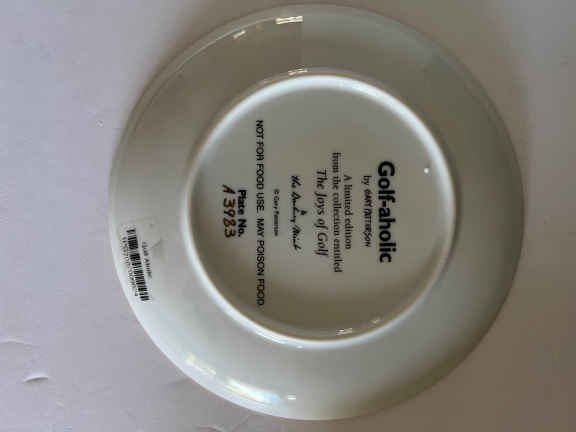 Golf-aholic
by GARY PATTERSON
A limited edition
from the collection entitled
The Joys of Golf
the Danbury Mint
© Gary Patterson
Plate No.
A3983
NOT FOR FOOD USE. MAY POISON FOOD.